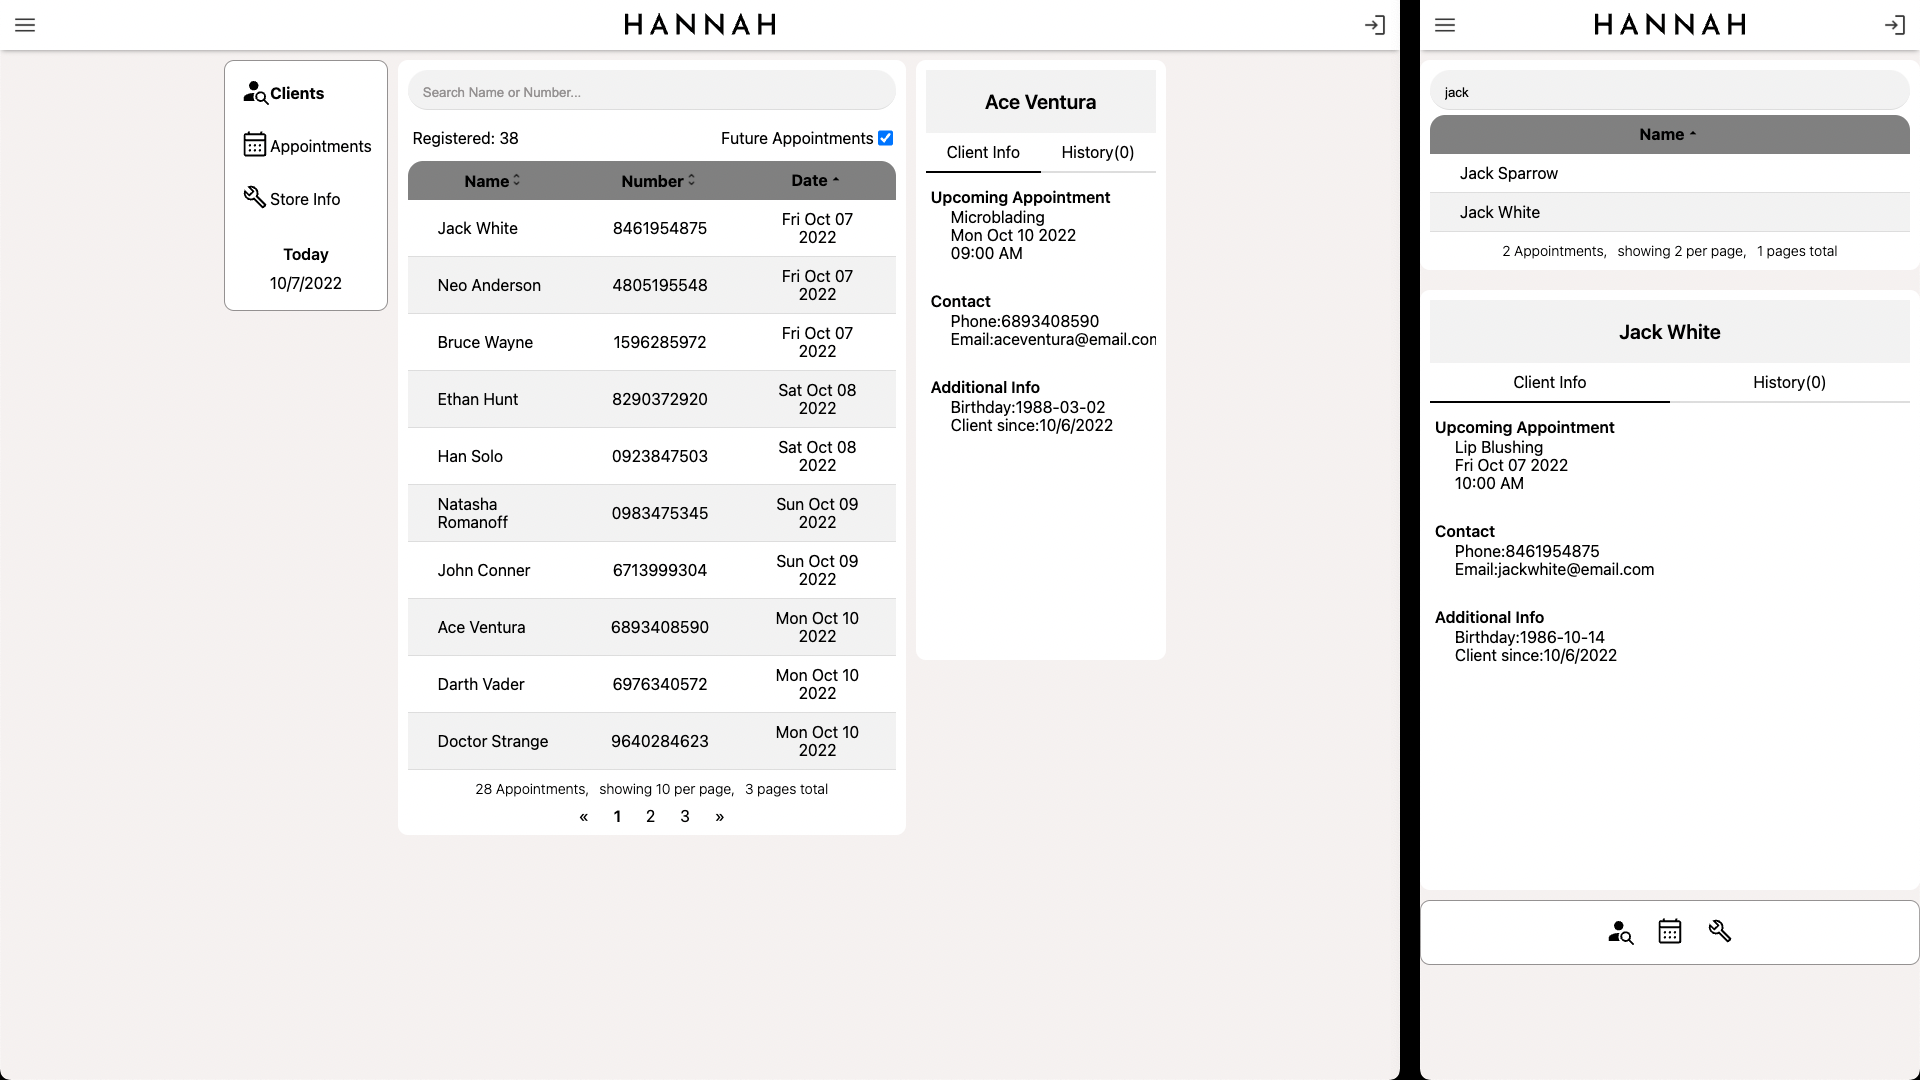 HANNAH
Clients
Appointments
Store Info
Today
10/7/2022
Search Name or Number...
Registered: 38 Future Appointments
Name Number Date
Jack White 8461954875 Fri Oct 07
2022
Neo Anderson 4805195548 Fri Oct 07
2022
Bruce Wayne 1596285972 Fri Oct 07
2022
Ethan Hunt 8290372920 Sat Oct 08
2022
Han Solo 0923847503 Sat Oct 08
2022
Natasha
Romanoff 0983475345 Sun Oct 09
2022
John Conner 6713999304 Sun Oct 09
2022
Ace Ventura 6893408590 Mon Oct 10
2022
Darth Vader 6976340572 Mon Oct 10
2022
Doctor Strange 9640284623 Mon Oct 10
2022
28 Appointments, showing 10 per page, 3 pages total
« 1 2 3 »
Ace Ventura
Client Info History(0)
Upcoming Appointment
Microblading
Mon Oct 10 2022
09:00 AM
Contact
Phone:6893408590
Email:aceventura@email.com
Additional Info
Birthday:1988-03-02
Client since:10/6/2022
HANNAH
jack
Name
Jack Sparrow
Jack White
2 Appointments, showing 2 per page, 1 pages total
Jack White
Client Info History(0)
Upcoming Appointment
Lip Blushing
Fri Oct 07 2022
10:00 AM
Contact
Phone:8461954875
Email:jackwhite@email.com
Additional Info
Birthday:1986-10-14
Client since:10/6/2022